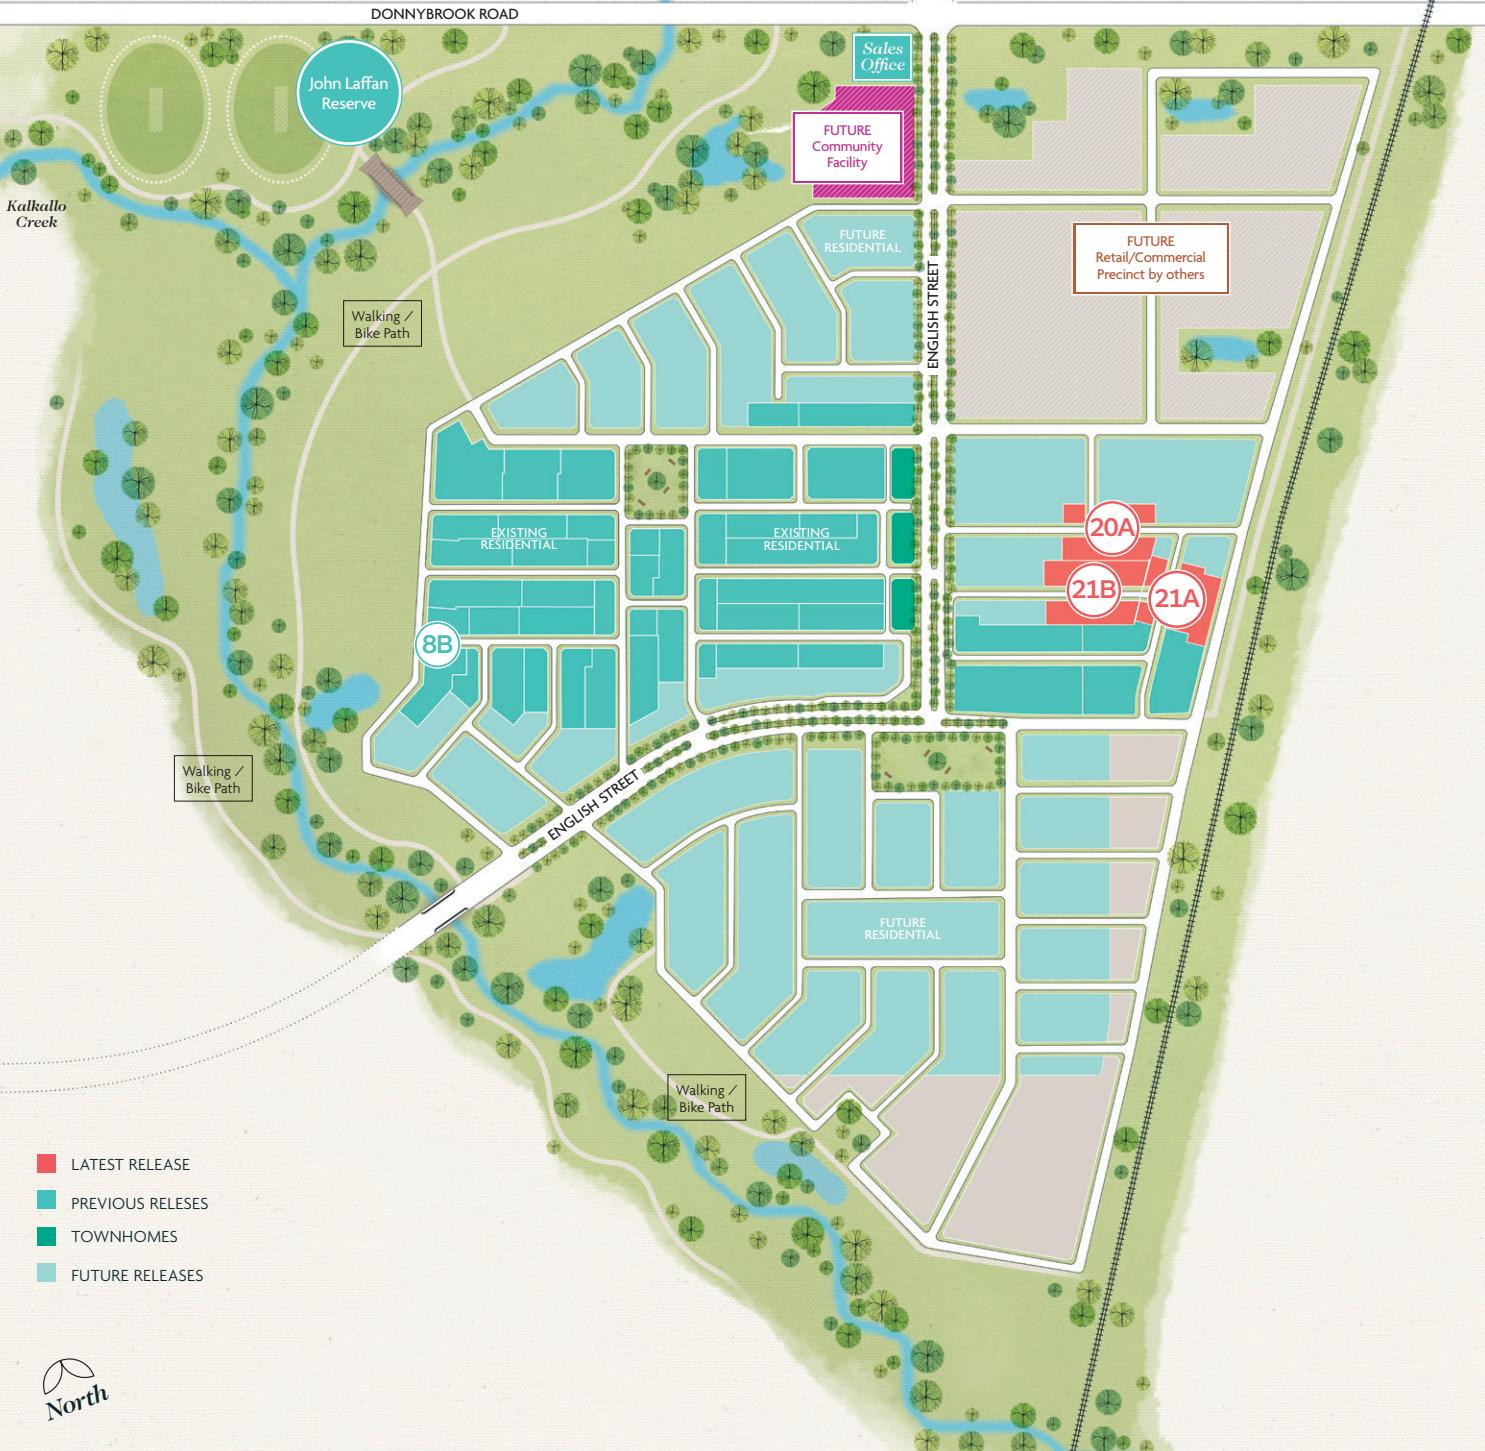 DONNYBROOK ROAD
Sales
Office
John Laffan
Reserve
FUTURE
Community
Facility
Kalkallo
Creek
FUTURE
RESIDENTIAL
FUTURE
Retail/Commercial
Precinct by others
ENGLISH STREET
Walking /
Bike Path
EXISTING
RESIDENTIAL
EXISTING
RESIDENTIAL
20A
21B
21A
8B
Walking /
Bike Path
ENGLISH STREET
FUTURE
RESIDENTIAL
Walking /
Bike Path
LATEST RELEASE
PREVIOUS RELESES
TOWNHOMES
FUTURE RELEASES
North